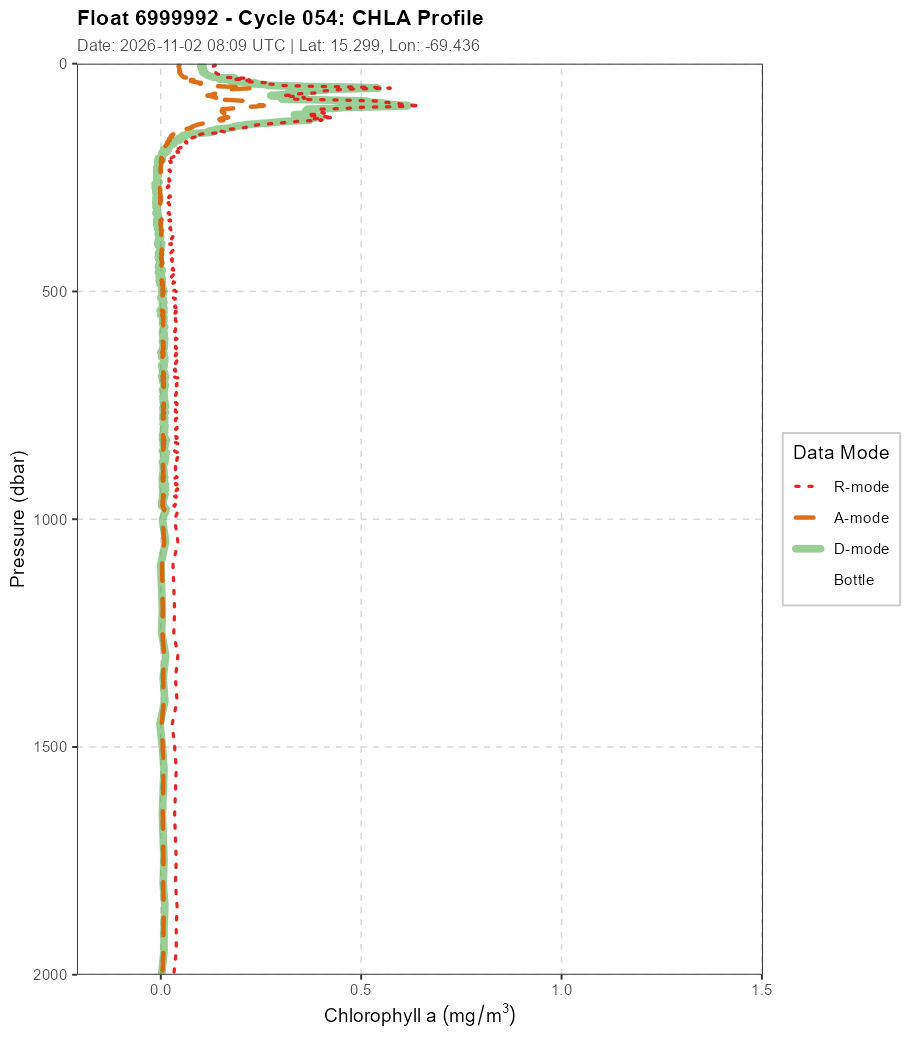 Float 6999992 - Cycle 054: CHLA Profile
Date: 2026-11-02 08:09 UTC | Lat: 15.299, Lon: -69.436
0
500
1000
1500
2000
Pressure (dbar)
0.0 0.5 1.0 1.5
Chlorophyll a (mg/m³)
Data Mode
R-mode
A-mode
D-mode
Bottle